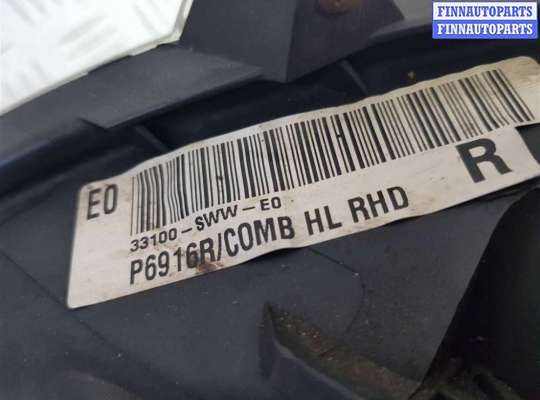 FINNAUTOPARTS
FINNAUTOPARTS
E0
R
33100-SWW-E0
P6916R/COMB HL RHD